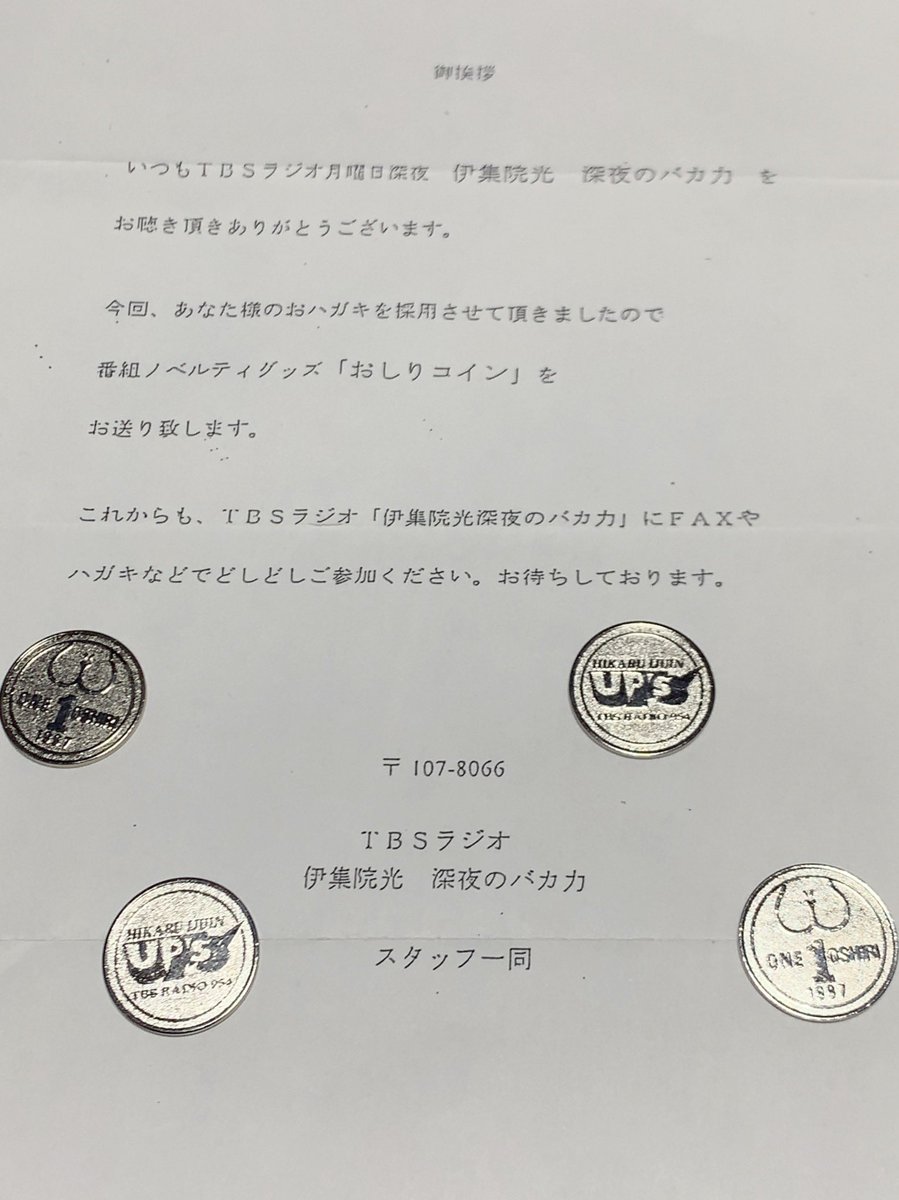 御挨拶
いつもTBSラジオ月曜日深夜　伊集院光　深夜のバカ力　を
お聴き頂きありがとうございます。
今回、あなた様のおハガキを採用させて頂きましたので
番組ノベルティグッズ「おしりコイン」を
お送り致します。
これからも、TBSラジオ「伊集院光深夜のバカ力」にFAXや
ハガキなどでどしどしご参加ください。お待ちしております。
ONE 1 OSHIRI
1997
HIKARU IJUIN
UP'S
TBS RADIO 954
〒107-8066
TBSラジオ
伊集院光　深夜のバカ力
スタッフ一同
HIKARU IJUIN
UP'S
TBS RADIO 954
ONE 1 OSHIRI
1997